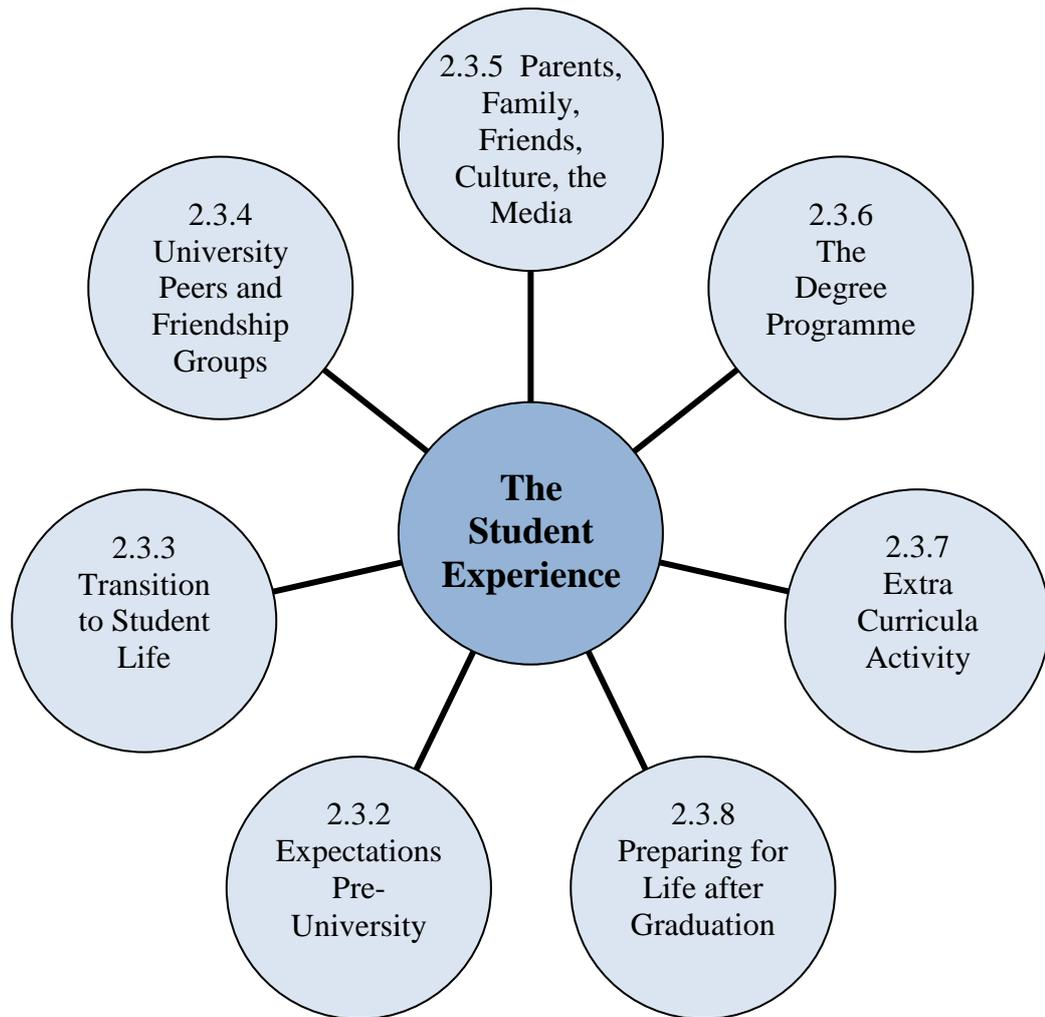 2.3.5 Parents,
Family,
Friends,
Culture, the
Media
2.3.4
University
Peers and
Friendship
Groups
2.3.6
The
Degree
Programme
The
Student
Experience
2.3.3
Transition
to Student
Life
2.3.7
Extra
Curricula
Activity
2.3.2
Expectations
Pre-
University
2.3.8
Preparing for
Life after
Graduation